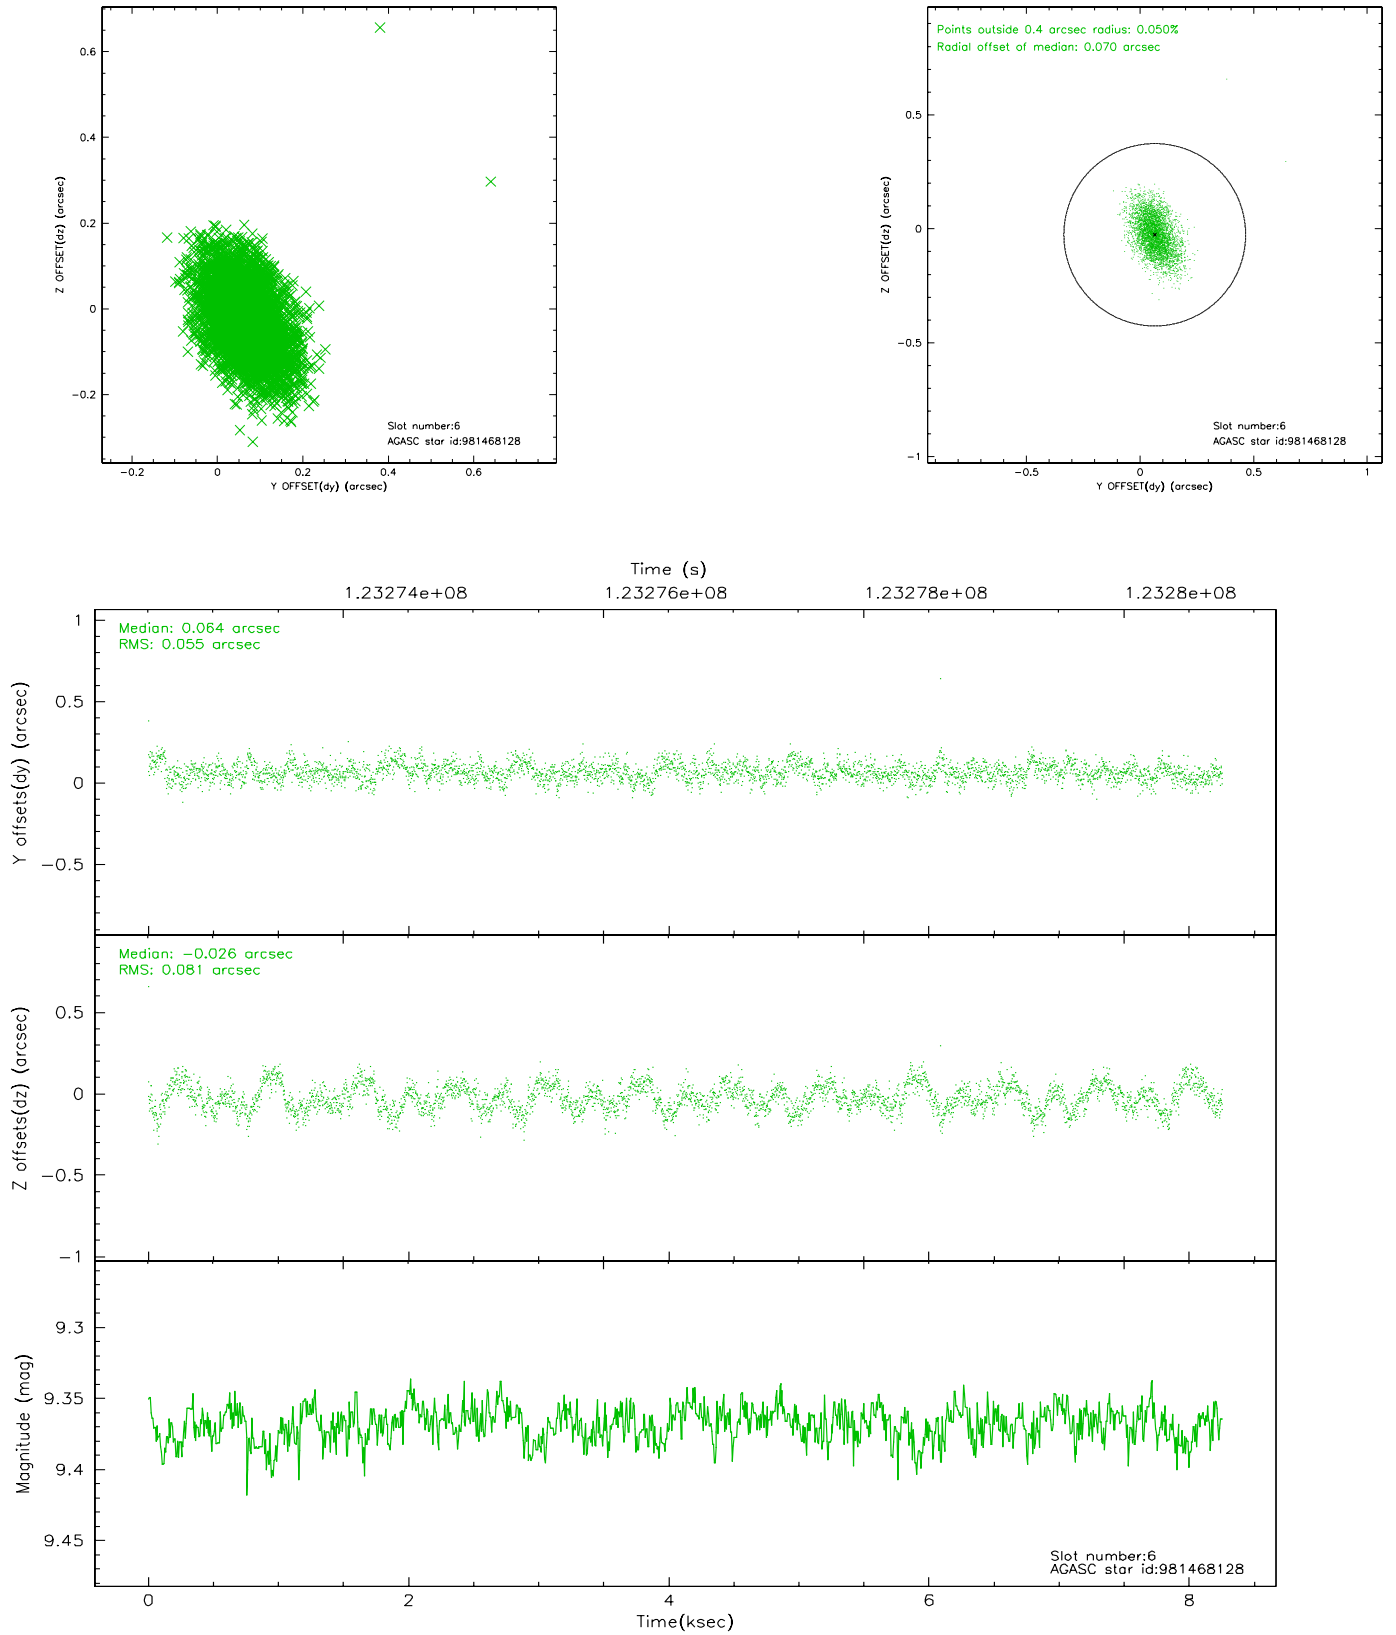 0.6
0.4
0.2
0
−0.2
Z OFFSET(dz) (arcsec)
Slot number:6
AGASC star id:981468128
−0.2 0 0.2 0.4 0.6
Y OFFSET(dy) (arcsec)
Points outside 0.4 arcsec radius: 0.050%
Radial offset of median: 0.070 arcsec
0.5
0
−0.5
−1
Z OFFSET(dz) (arcsec)
Slot number:6
AGASC star id:981468128
−0.5 0 0.5 1
Y OFFSET(dy) (arcsec)
Time (s)
1.23274e+08 1.23276e+08 1.23278e+08 1.2328e+08
Median: 0.064 arcsec
RMS: 0.055 arcsec
1
0.5
0
−0.5
Y offsets(dy) (arcsec)
Median: −0.026 arcsec
RMS: 0.081 arcsec
0.5
0
−0.5
−1
Z offsets(dz) (arcsec)
9.3
9.35
9.4
9.45
Magnitude (mag)
Slot number:6
AGASC star id:981468128
0 2 4 6 8
Time(ksec)